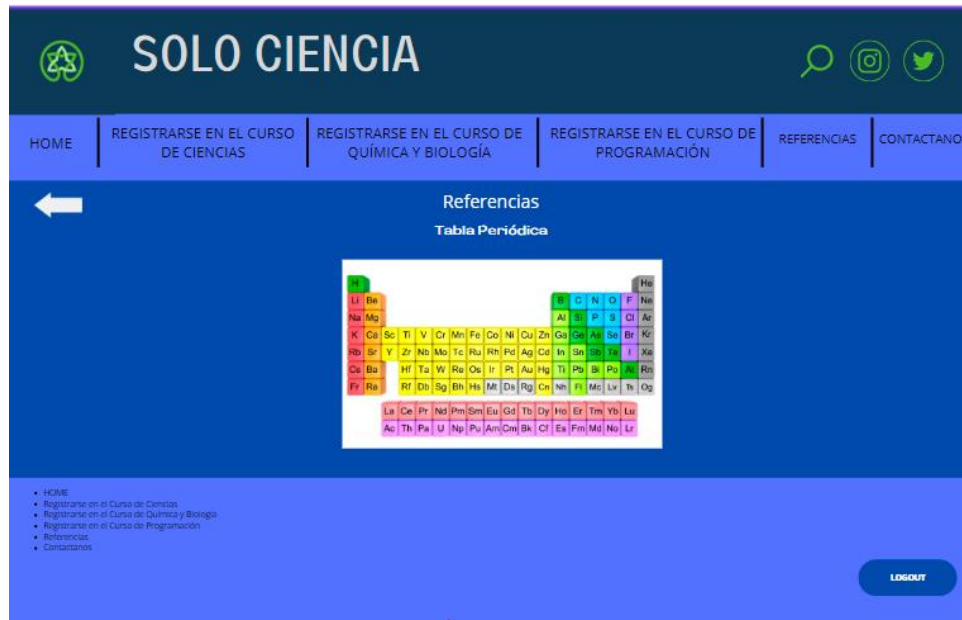 SOLO CIENCIA
HOME
REGISTRARSE EN EL CURSO
DE CIENCIAS
REGISTRARSE EN EL CURSO DE
QUÍMICA Y BIOLOGÍA
REGISTRARSE EN EL CURSO DE
PROGRAMACIÓN
REFERENCIAS
CONTACTANO
Referencias
Tabla Periódica
H He
Li Be B C N O F Ne
Na Mg Al Si P S Cl Ar
K Ca Sc Ti V Cr Mn Fe Co Ni Cu Zn Ga Ge As Se Br Kr
Rb Sr Y Zr Nb Mo Tc Ru Rh Pd Ag Cd In Sn Sb Te I Xe
Cs Ba Hf Ta W Re Os Ir Pt Au Hg Tl Pb Bi Po At Rn
Fr Ra Rf Db Sg Bh Hs Mt Ds Rg Cn Nh Fl Mc Lv Ts Og
La Ce Pr Nd Pm Sm Eu Gd Tb Dy Ho Er Tm Yb Lu
Ac Th Pa U Np Pu Am Cm Bk Cf Es Fm Md No Lr
HOME
Registrarse en el Curso de Ciencias
Registrarse en el Curso de Química y Biología
Registrarse en el Curso de Programación
Referencias
Contactanos
LOGOUT